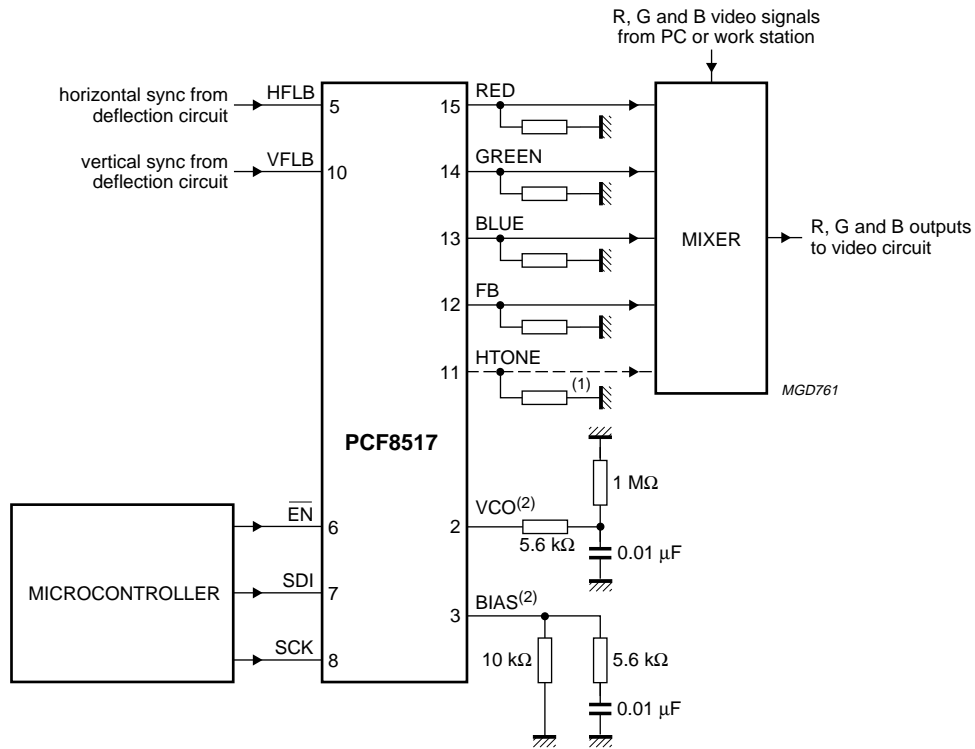 R, G and B video signals
from PC or work station
horizontal sync from
deflection circuit
HFLB
5
vertical sync from
deflection circuit
VFLB
10
15
RED
14
GREEN
13
BLUE
12
FB
11
HTONE
(1)
MIXER
R, G and B outputs
to video circuit
MGD761
PCF8517
MICROCONTROLLER
EN
6
SDI
7
SCK
8
2
VCO(2)
5.6 kΩ
1 MΩ
0.01 μF
3
BIAS(2)
10 kΩ
5.6 kΩ
0.01 μF